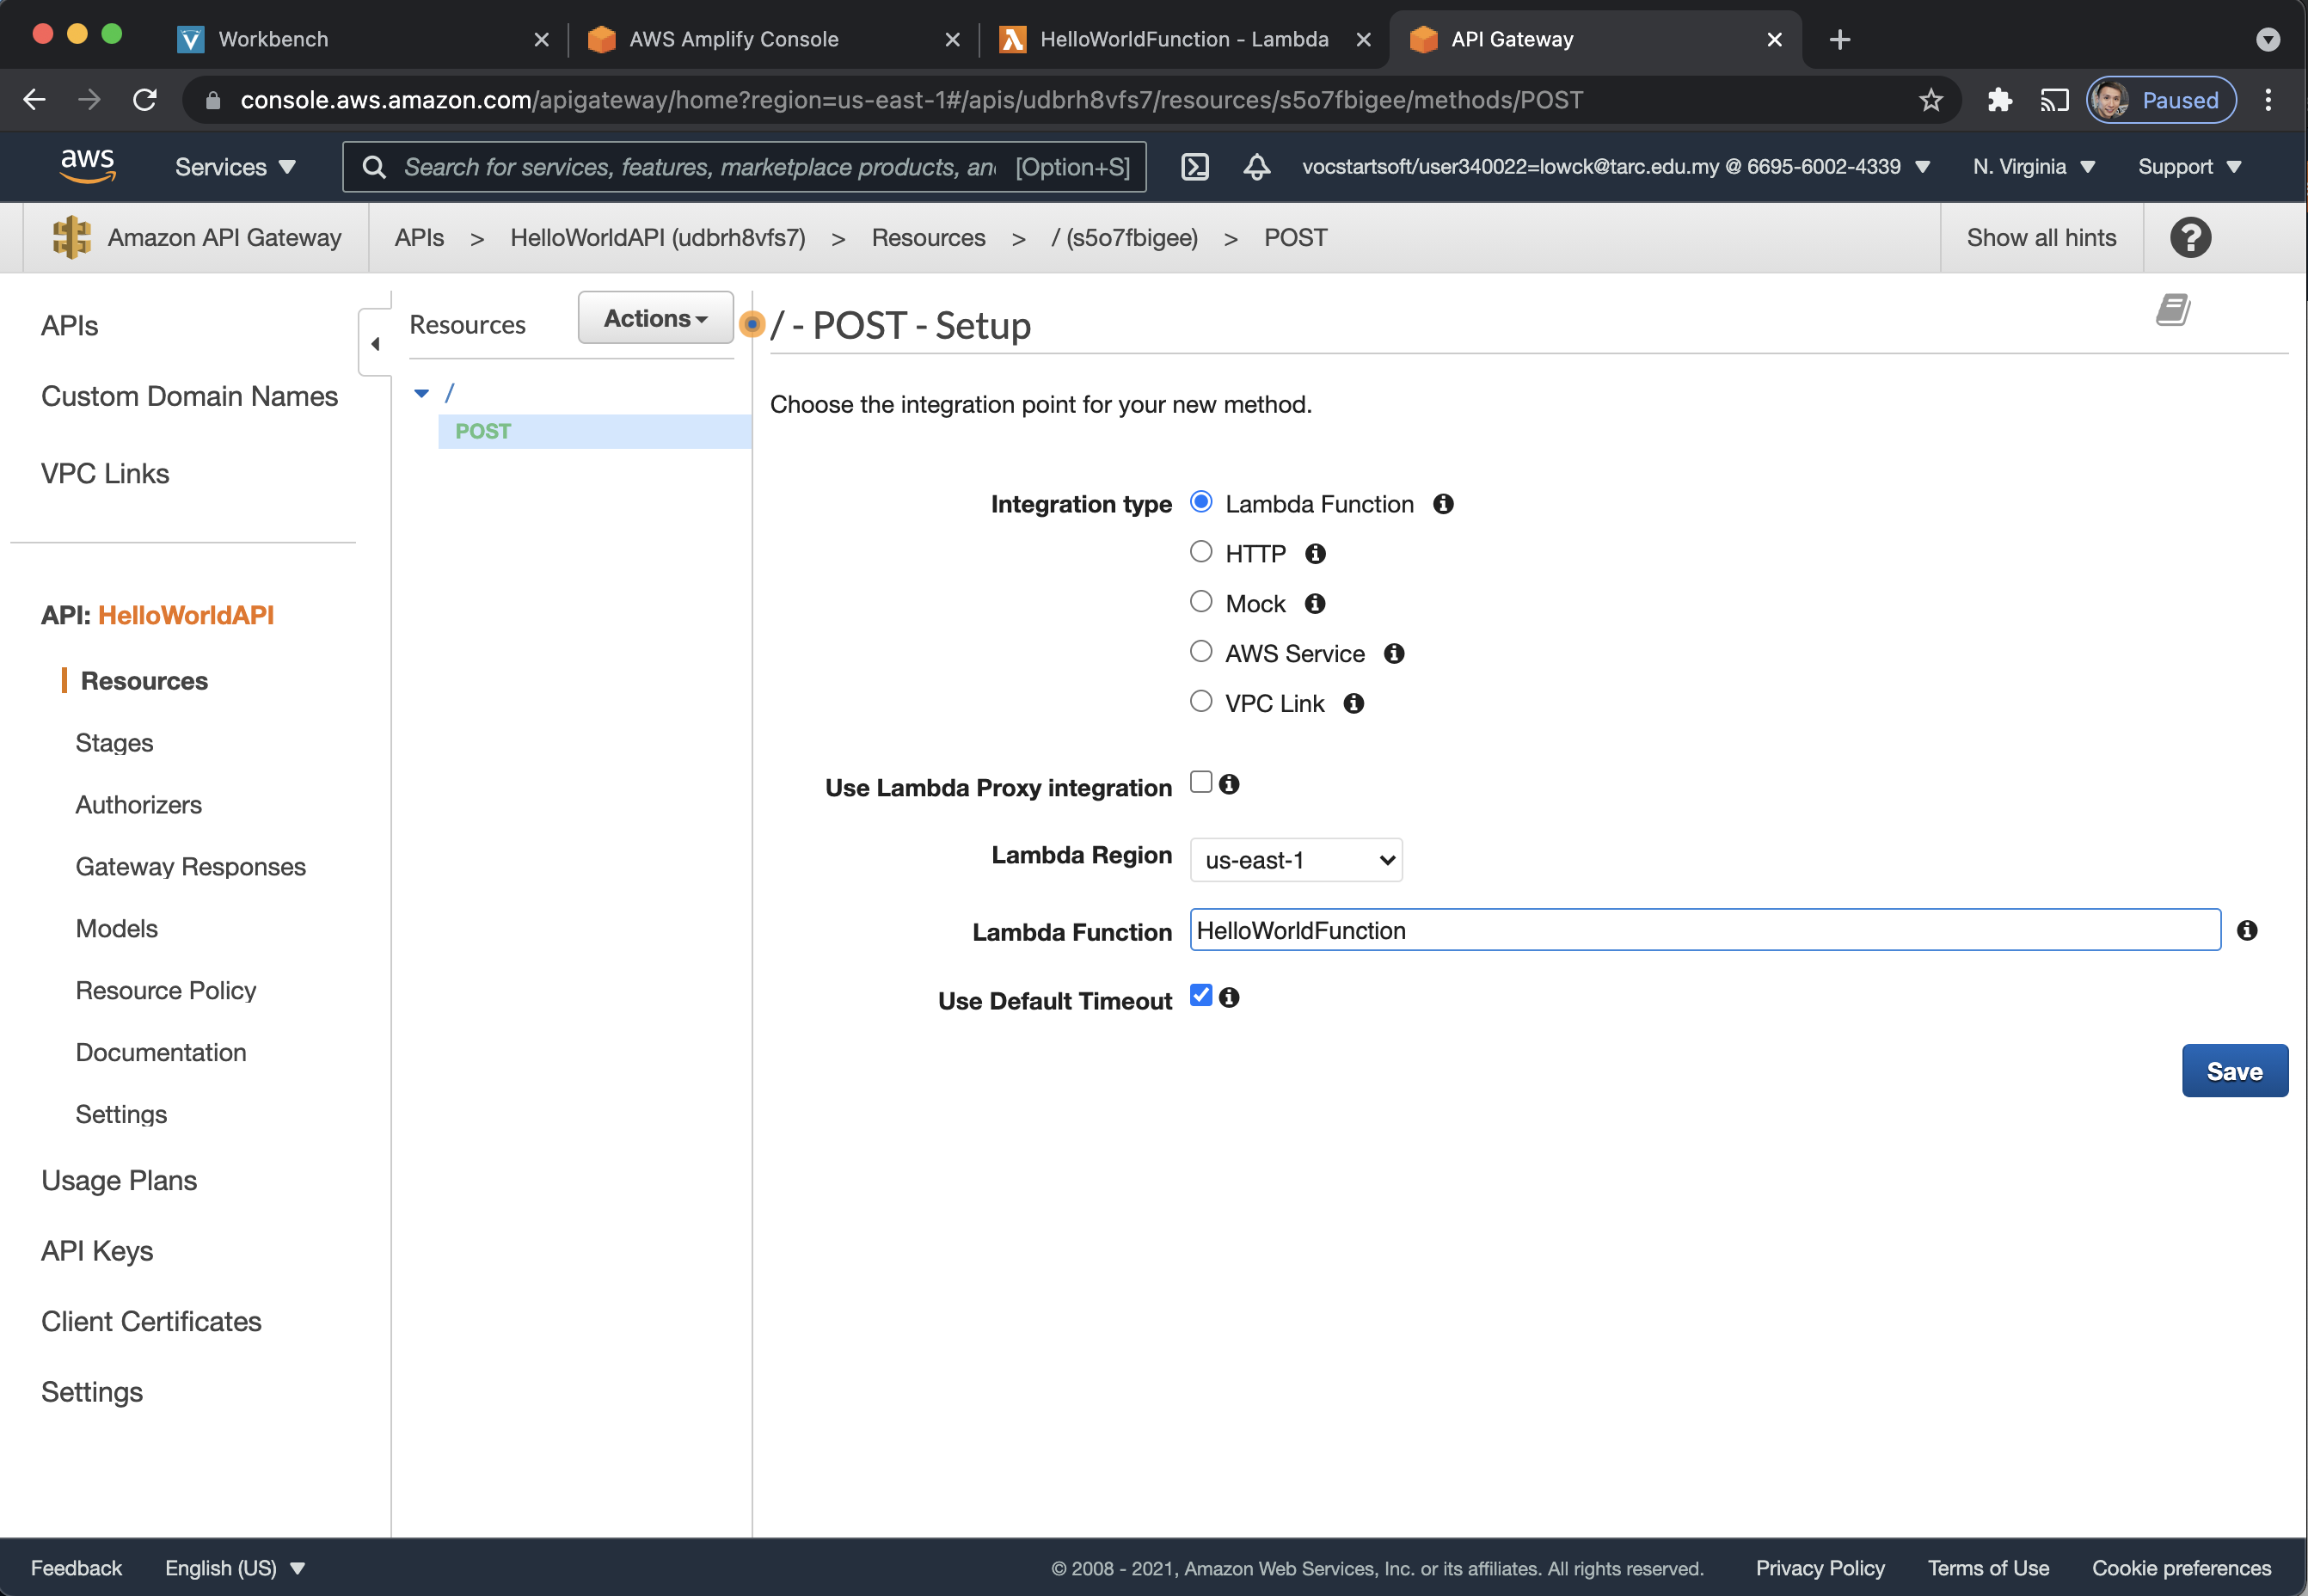 Workbench
AWS Amplify Console
HelloWorldFunction - Lambda
API Gateway
console.aws.amazon.com/apigateway/home?region=us-east-1#/apis/udbrh8vfs7/resources/s5o7fbigee/methods/POST
Paused
aws
Services
Search for services, features, marketplace products, an
[Option+S]
vocstartsoft/user340022=lowck@tarc.edu.my @ 6695-6002-4339
N. Virginia
Support
Amazon API Gateway
APIs > HelloWorldAPI (udbrh8vfs7) > Resources > / (s5o7fbigee) > POST
Show all hints
?
APIs
Custom Domain Names
VPC Links
API: HelloWorldAPI
Resources
Stages
Authorizers
Gateway Responses
Models
Resource Policy
Documentation
Settings
Usage Plans
API Keys
Client Certificates
Settings
Resources
Actions
/
POST
/ - POST - Setup
Choose the integration point for your new method.
Integration type
Lambda Function
HTTP
Mock
AWS Service
VPC Link
Use Lambda Proxy integration
Lambda Region us-east-1
Lambda Function HelloWorldFunction
Use Default Timeout
Save
Feedback
English (US)
© 2008 - 2021, Amazon Web Services, Inc. or its affiliates. All rights reserved.
Privacy Policy
Terms of Use
Cookie preferences